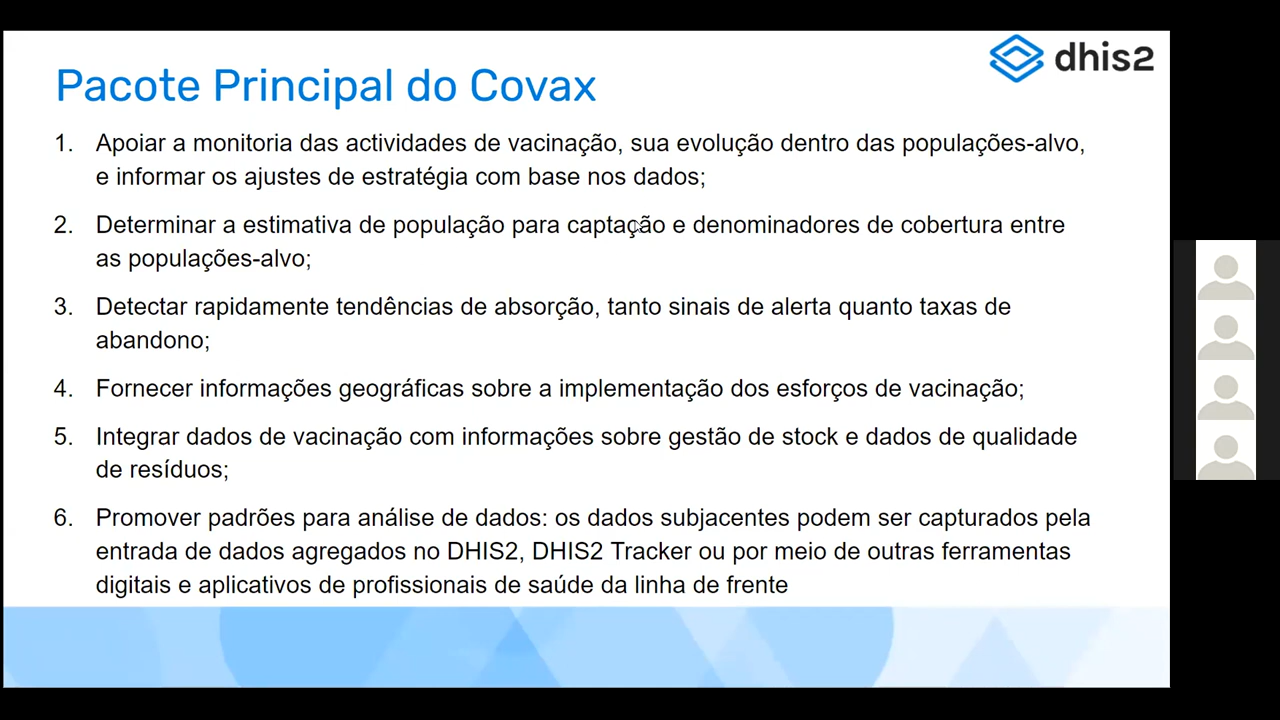 dhis2
Pacote Principal do Covax
1. Apoiar a monitoria das actividades de vacinação, sua evolução dentro das populações-alvo,
e informar os ajustes de estratégia com base nos dados;
2. Determinar a estimativa de população para captação e denominadores de cobertura entre
as populações-alvo;
3. Detectar rapidamente tendências de absorção, tanto sinais de alerta quanto taxas de
abandono;
4. Fornecer informações geográficas sobre a implementação dos esforços de vacinação;
5. Integrar dados de vacinação com informações sobre gestão de stock e dados de qualidade
de resíduos;
6. Promover padrões para análise de dados: os dados subjacentes podem ser capturados pela
entrada de dados agregados no DHIS2, DHIS2 Tracker ou por meio de outras ferramentas
digitais e aplicativos de profissionais de saúde da linha de frente